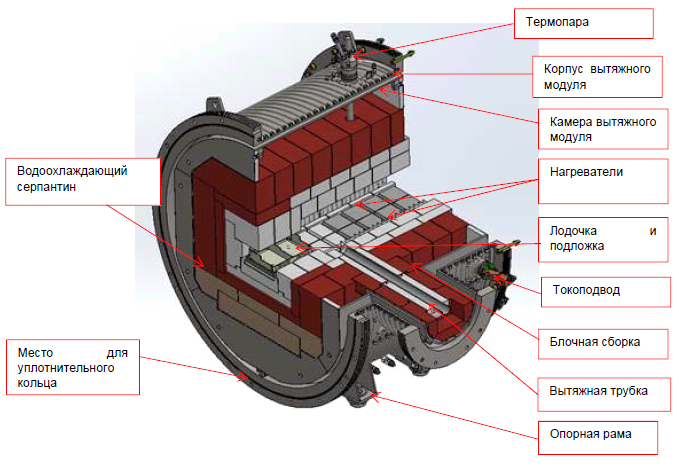 Термопара
Корпус вытяжного
модуля
Камера вытяжного
модуля
Нагреватели
Лодочка и
подложка
Токоподвод
Блочная сборка
Вытяжная трубка
Опорная рама
Водоохлаждающий
серпантин
Место для
уплотнительного
кольца